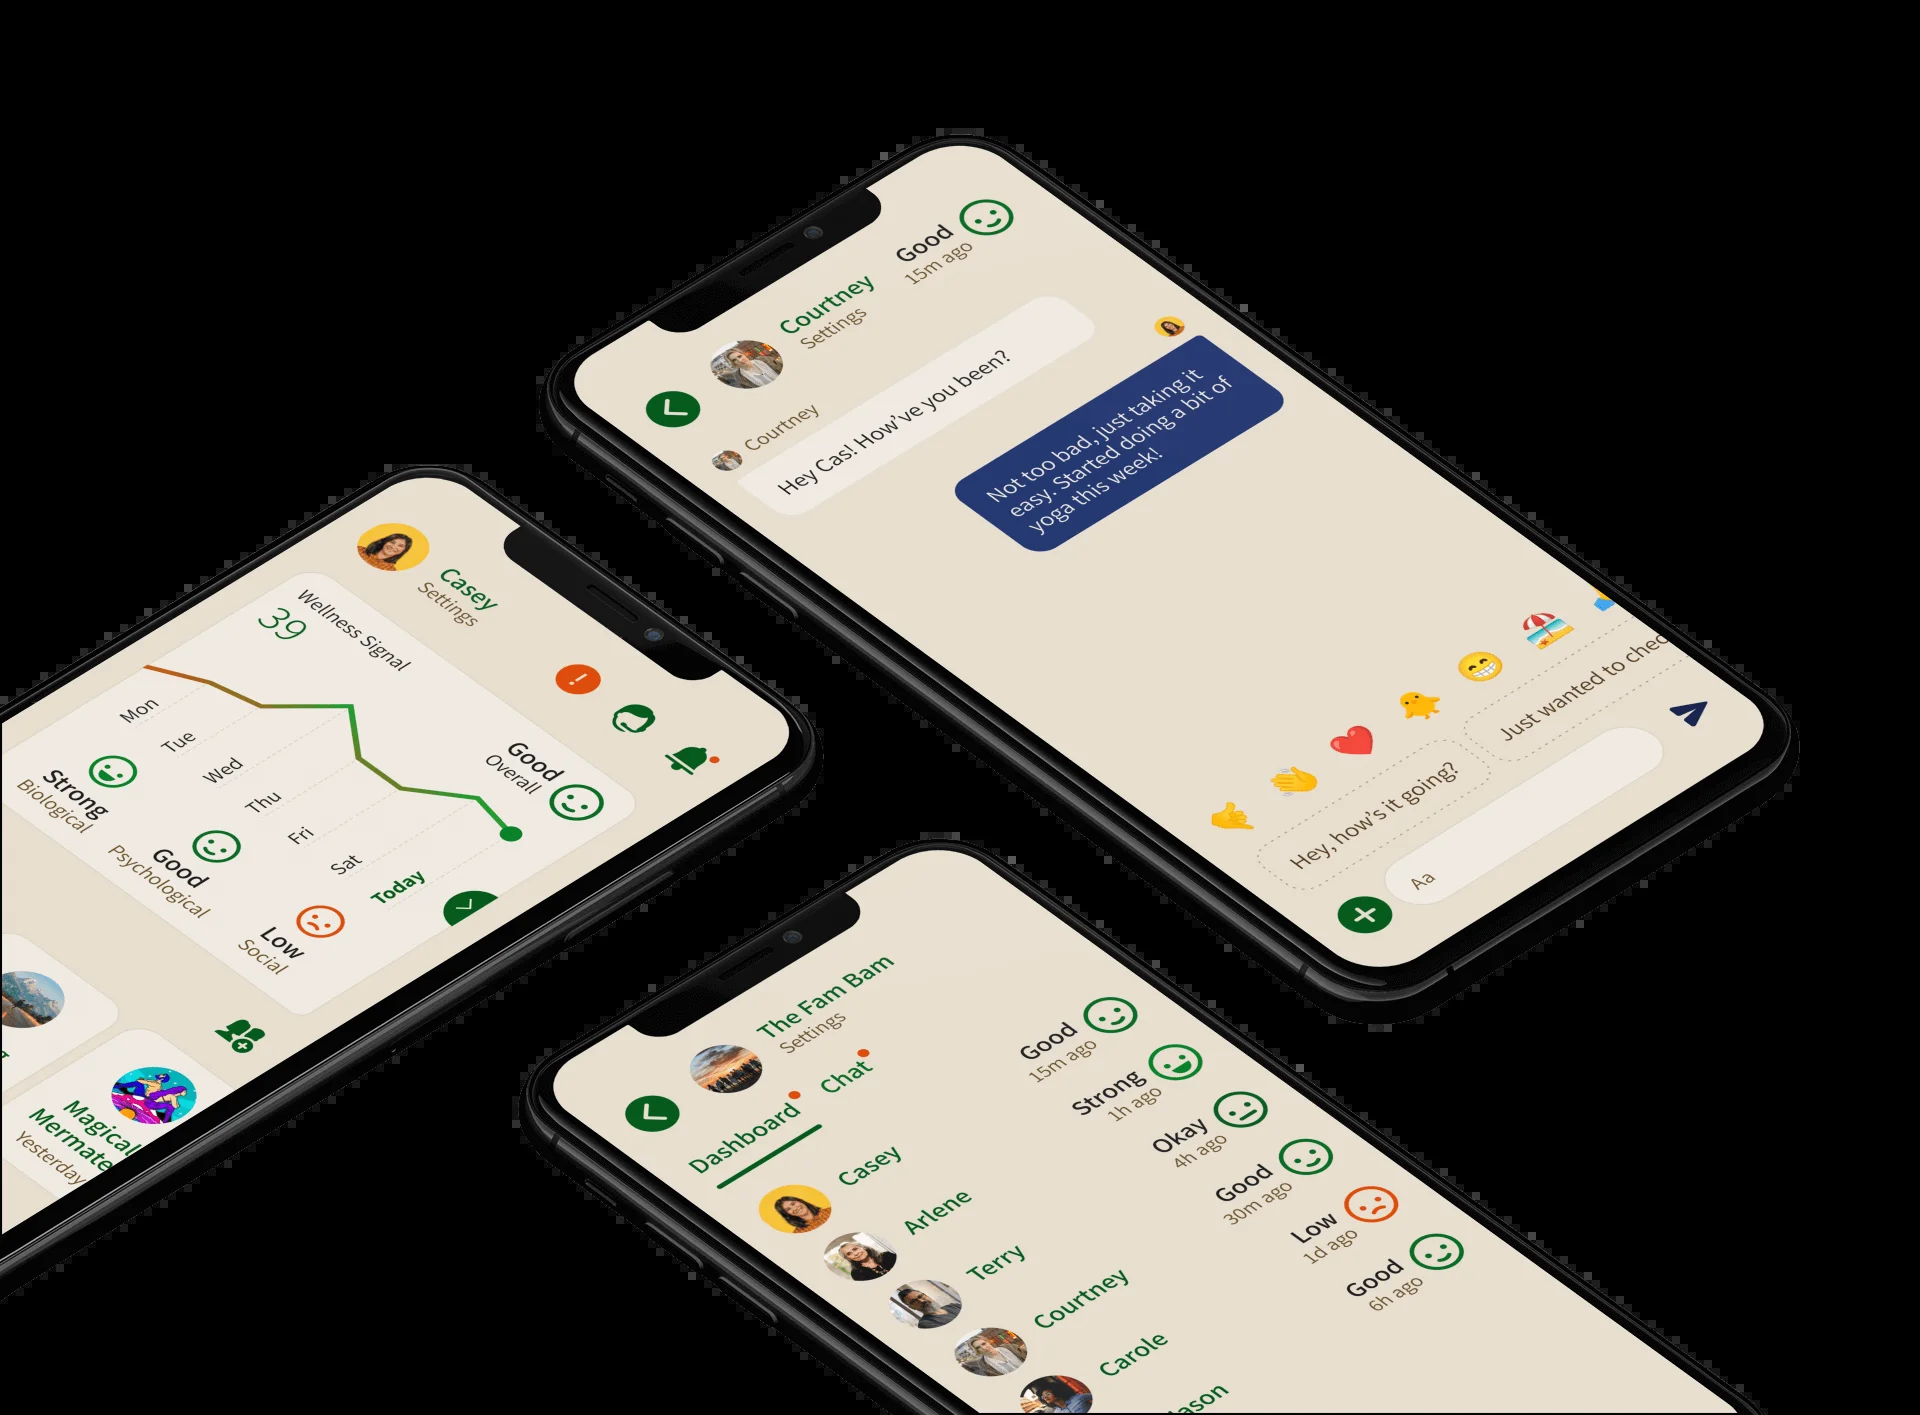 Courtney
Settings
Good
15m ago
Courtney
Hey Cas! How've you been?
Not too bad, just taking it
easy. Started doing a bit of
yoga this week!
Hey, how's it going?
Just wanted to chec
Aa
Casey
Settings
Wellness Signal
39
Good
Overall
Mon
Tue
Wed
Thu
Fri
Sat
Today
Strong
Biological
Good
Psychological
Low
Social
Magical
Mermate
Yesterday
The Fam Bam
Settings
Dashboard
Chat
Casey
Good
15m ago
Arlene
Strong
1h ago
Terry
Okay
4h ago
Courtney
Good
30m ago
Carole
Low
1d ago
ason
Good
6h ago